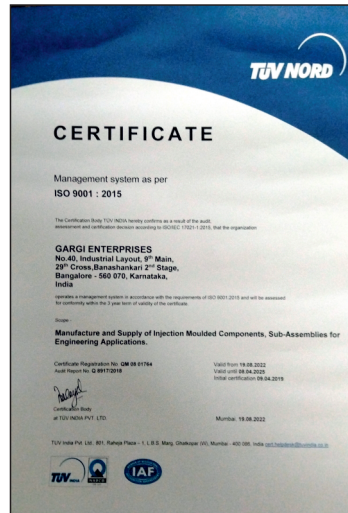 TÜV NORD
CERTIFICATE
Management system as per
ISO 9001 : 2015
The Certification Body TÜV INDIA hereby confirms as a result of the audit,
assessment and certification decision according to ISO/IEC 17021-1:2015, that the organization
GARGI ENTERPRISES
No.40, Industrial Layout, 9th Main,
29th Cross,Banashankari 2nd Stage,
Bangalore - 560 070, Karnataka,
India
operates a management system in accordance with the requirements of ISO 9001:2015 and will be assessed
for conformity within the 3 year term of validity of the certificate.
Scope:-
Manufacture and Supply of Injection Moulded Components, Sub-Assemblies for
Engineering Applications.
Certificate Registration No. QM 08 01764
Audit Report No. Q 8917/2018
Valid from 19.08.2022
Valid until 08.04.2025
Initial certification 09.04.2019
Certification Body
at TÜV INDIA PVT. LTD.
Mumbai, 19.08.2022
TÜV India Pvt. Ltd., 801, Raheja Plaza – 1, L.B.S. Marg, Ghatkopar (W), Mumbai - 400 086, India
TÜV
IAF